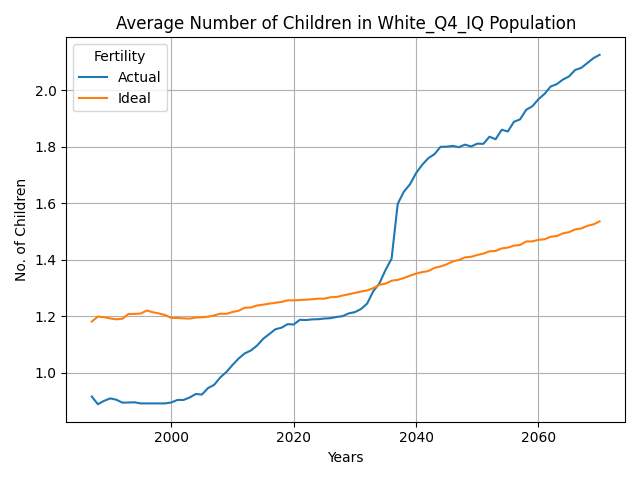 Average Number of Children in White_Q4_IQ Population
Fertility
Actual
Ideal
No. of Children
2.0
1.8
1.6
1.4
1.2
1.0
2000 2020 2040 2060
Years